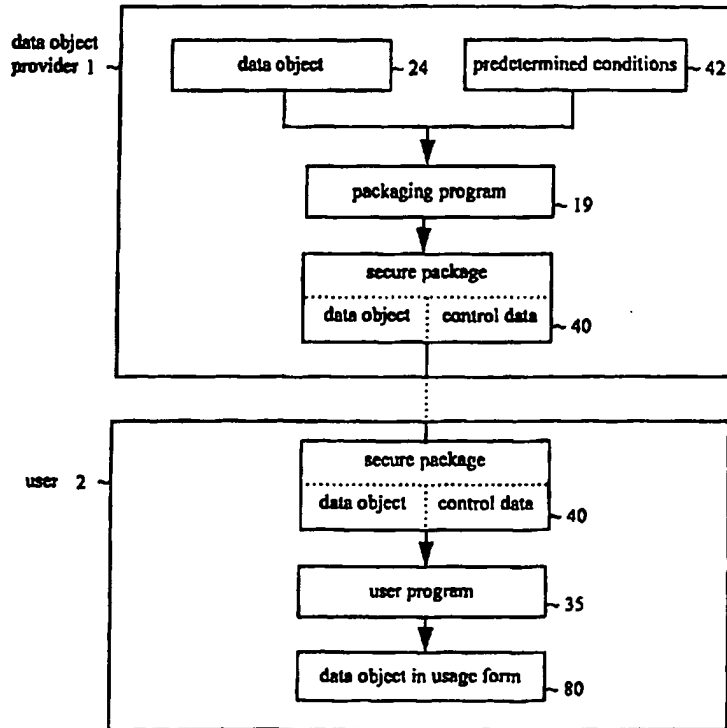 data object
provider 1
data object
24
predetermined conditions
42
packaging program
19
secure package
data object control data
40
user 2
secure package
data object control data
40
user program
35
data object in usage form
80